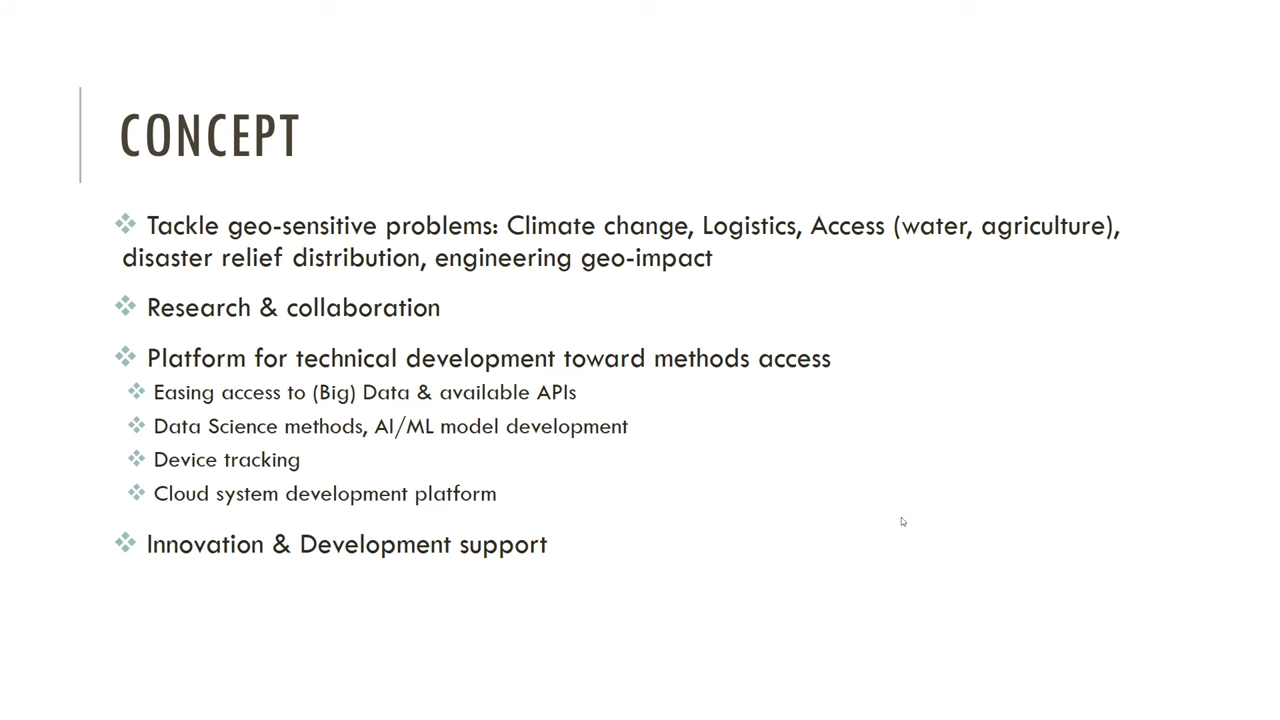 CONCEPT
Tackle geo-sensitive problems: Climate change, Logistics, Access (water, agriculture),
disaster relief distribution, engineering geo-impact
Research & collaboration
Platform for technical development toward methods access
Easing access to (Big) Data & available APIs
Data Science methods, AI/ML model development
Device tracking
Cloud system development platform
Innovation & Development support